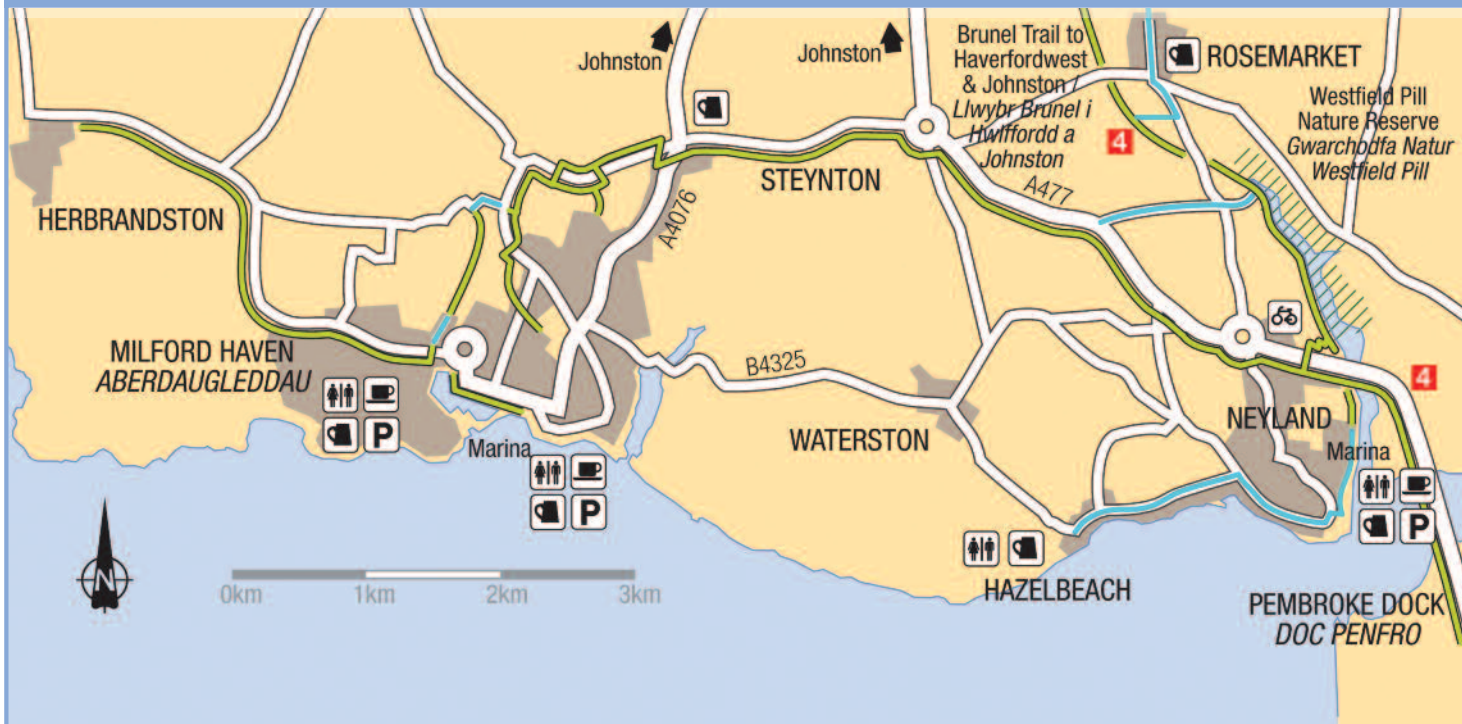 Johnston
Johnston
Brunel Trail to
Haverfordwest
& Johnston /
Llwybr Brunel i
Hwlffordd a
Johnston
ROSEMARKET
Westfield Pill
Nature Reserve
Gwarchodfa Natur
Westfield Pill
4
HERBRANDSTON
STEYNTON
A4076
A477
MILFORD HAVEN
ABERDAUGLEDDAU
P
B4325
4
Marina
P
WATERSTON
NEYLAND
Marina
P
N
0km
1km
2km
3km
HAZELBEACH
PEMBROKE DOCK
DOC PENFRO